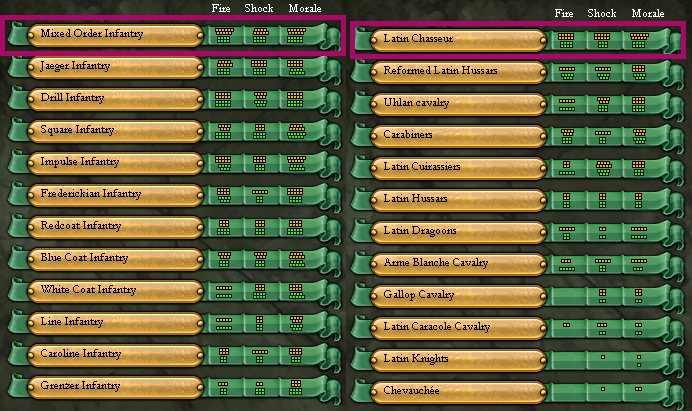 Fire Shock Morale
Mixed Order Infantry
Jaeger Infantry
Drill Infantry
Square Infantry
Impulse Infantry
Frederickian Infantry
Redcoat Infantry
Blue Coat Infantry
White Coat Infantry
Line Infantry
Caroline Infantry
Grenzer Infantry
Fire Shock Morale
Latin Chasseur
Reformed Latin Hussars
Uhlan cavalry
Carabiners
Latin Cuirassiers
Latin Hussars
Latin Dragoons
Arme Blanche Cavalry
Gallop Cavalry
Latin Caracole Cavalry
Latin Knights
Chevauchée